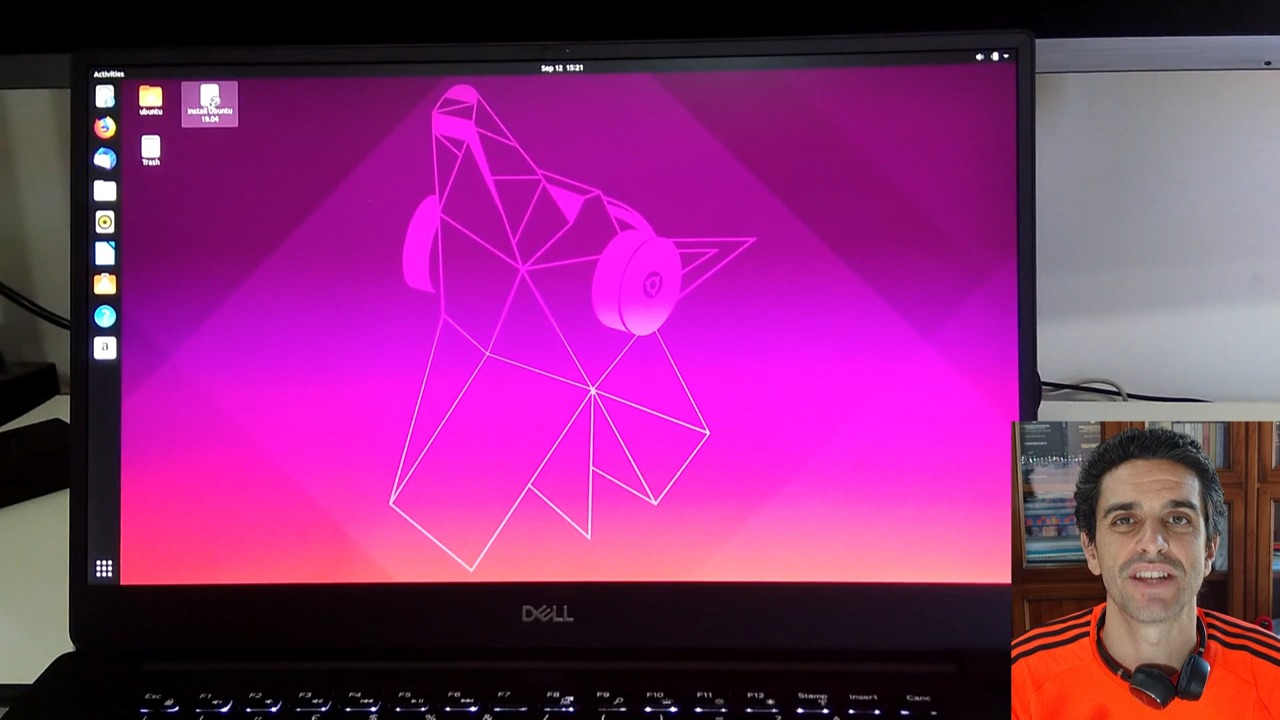 Activities
Sep 12 15:21
ubuntu
Install Ubuntu
19.04
Trash
a
?
DELL
Esc
F1
F2
F3
F4
F5
F6
F7
F8
F9
F10
F11
F12
Stamp
Insert
Canc